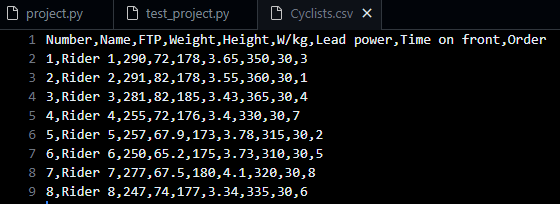 project.py test_project.py Cyclists.csv
1 Number,Name,FTP,Weight,Height,W/kg,Lead power,Time on front,Order
2 1,Rider 1,290,72,178,3.65,350,30,3
3 2,Rider 2,291,82,178,3.55,360,30,1
4 3,Rider 3,281,82,185,3.43,365,30,4
5 4,Rider 4,255,72,176,3.4,330,30,7
6 5,Rider 5,257,67.9,173,3.78,315,30,2
7 6,Rider 6,250,65.2,175,3.73,310,30,5
8 7,Rider 7,277,67.5,180,4.1,320,30,8
9 8,Rider 8,247,74,177,3.34,335,30,6